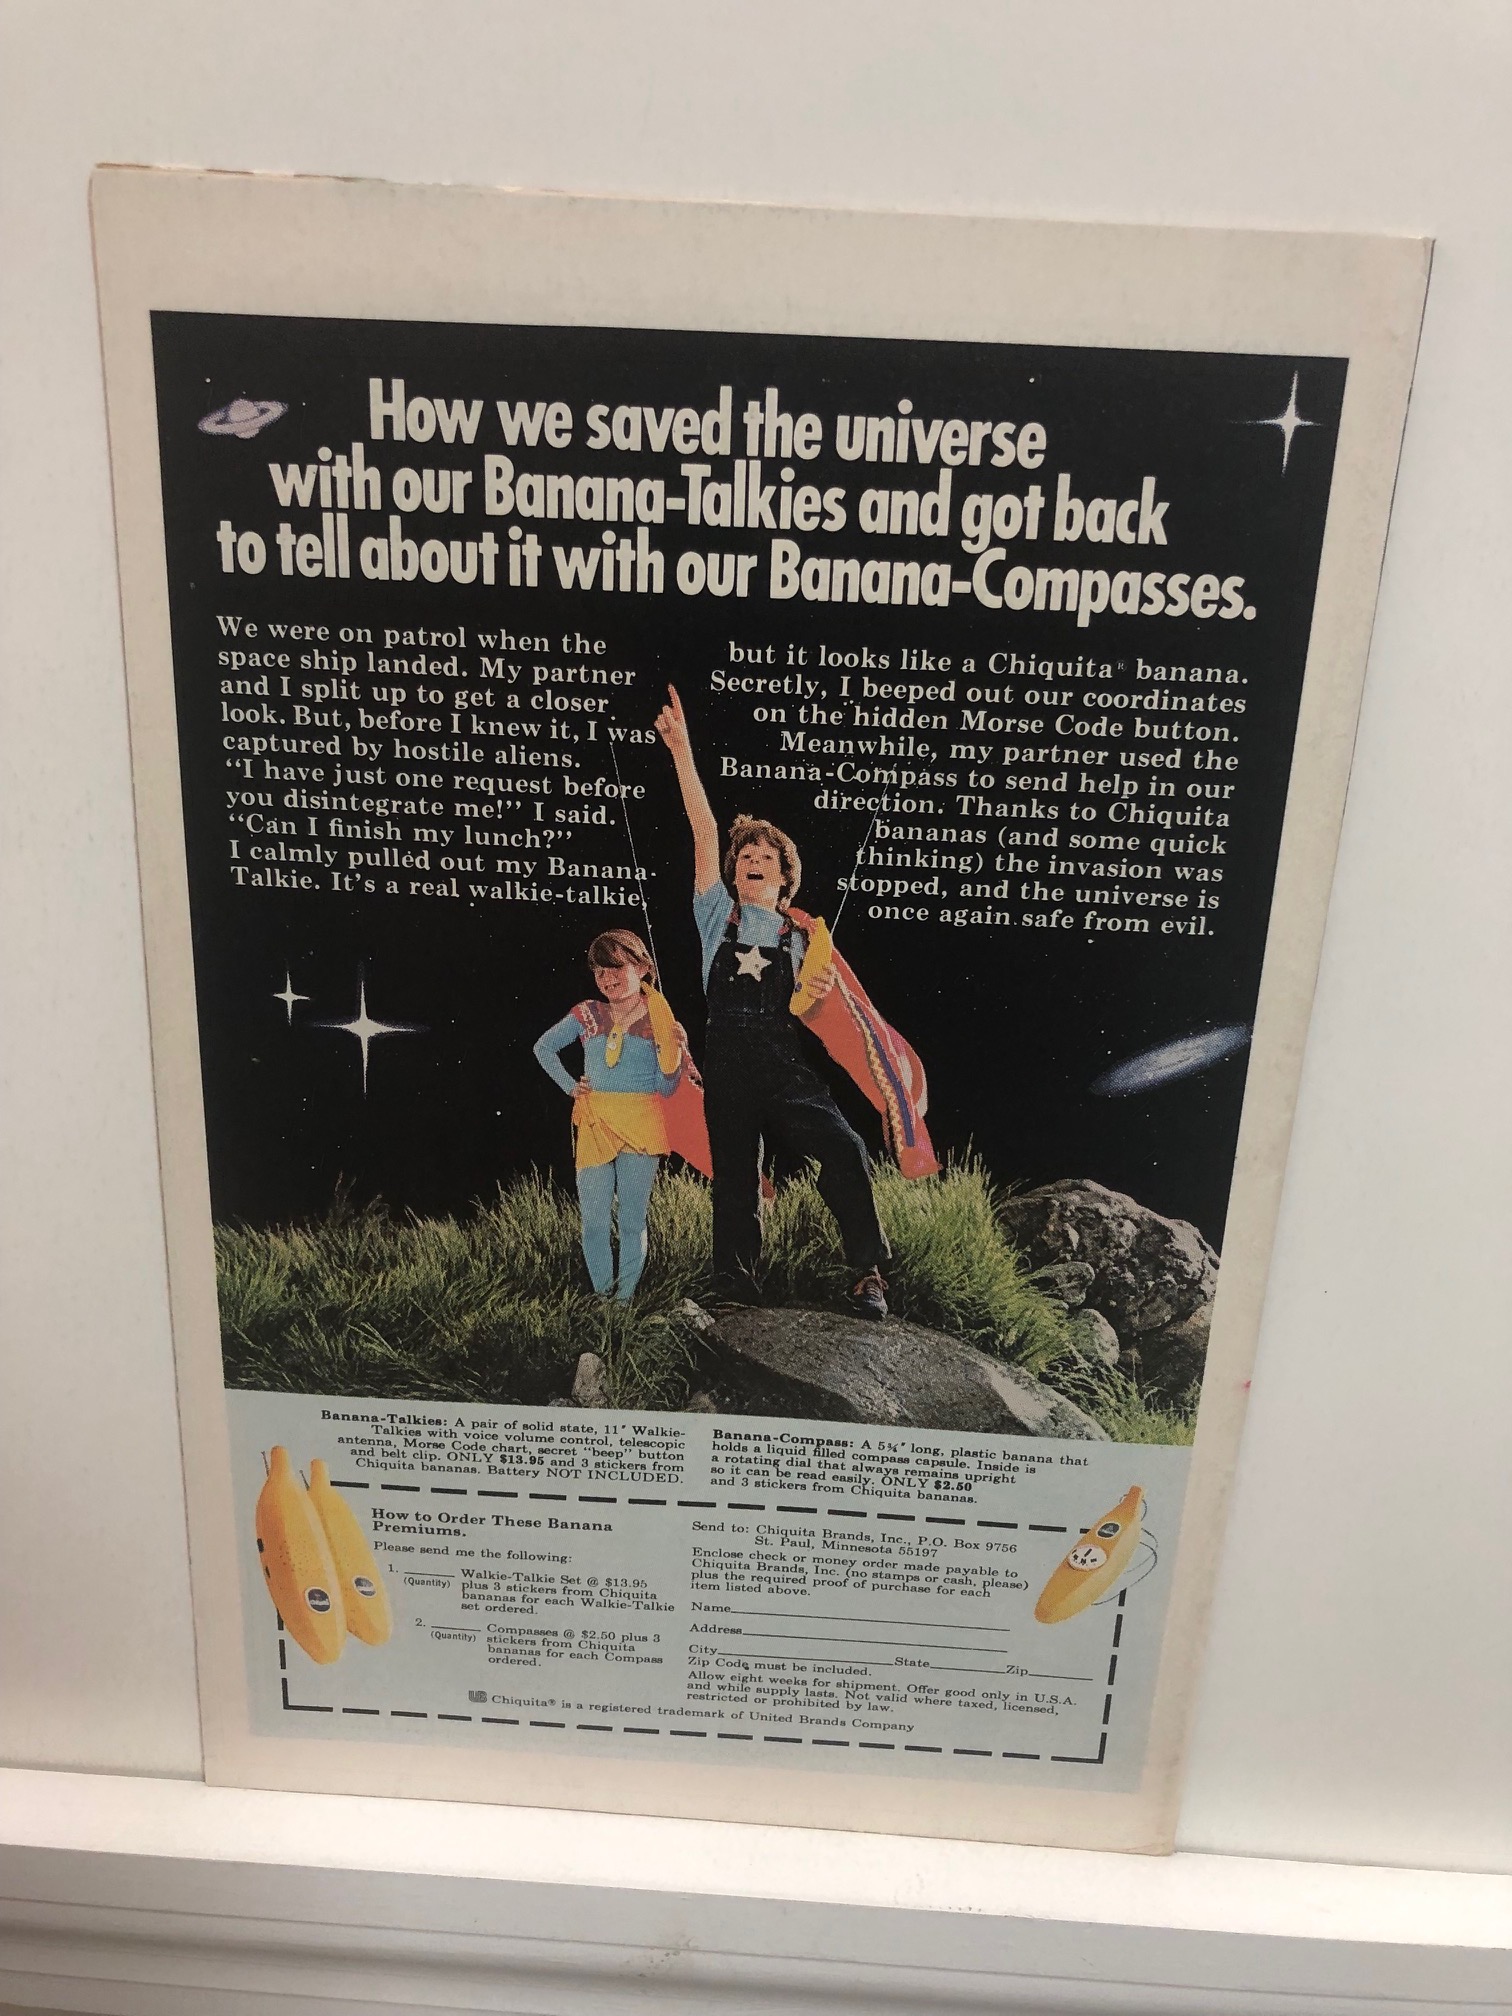 How we saved the universe
with our Banana-Talkies and got back
to tell about it with our Banana-Compasses.
We were on patrol when the
space ship landed. My partner
and I split up to get a closer
look. But, before I knew it, I was
captured by hostile aliens.
“I have just one request before
you disintegrate me!” I said.
“Can I finish my lunch?”
I calmly pulled out my Banana-
Talkie. It’s a real walkie-talkie,
but it looks like a Chiquita® banana.
Secretly, I beeped out our coordinates
on the hidden Morse Code button.
Meanwhile, my partner used the
Banana-Compass to send help in our
direction. Thanks to Chiquita
bananas (and some quick
thinking) the invasion was
stopped, and the universe is
once again safe from evil.
Banana-Talkies: A pair of solid state, 11″ Walkie-
Talkies with voice volume control, telescopic
antenna, Morse Code chart, secret “beep” button
and belt clip. ONLY $13.95 and 3 stickers from
Chiquita bananas. Battery NOT INCLUDED.
Banana-Compass: A 5¾″ long, plastic banana that
holds a liquid filled compass capsule. Inside is
a rotating dial that always remains upright
so it can be read easily. ONLY $2.50
and 3 stickers from Chiquita bananas.
How to Order These Banana
Premiums.
Please send me the following:
1. ______ Walkie-Talkie Set @ $13.95
(Quantity) plus 3 stickers from Chiquita
bananas for each Walkie-Talkie
set ordered.
2. ______ Compasses @ $2.50 plus 3
(Quantity) stickers from Chiquita
bananas for each Compass
ordered.
Send to: Chiquita Brands, Inc., P.O. Box 9756
St. Paul, Minnesota 55197
Enclose check or money order made payable to
Chiquita Brands, Inc. (no stamps or cash, please)
plus the required proof of purchase for each
item listed above.
Name
Address
City State Zip
Zip Code must be included.
Allow eight weeks for shipment. Offer good only in U.S.A.
and while supply lasts. Not valid where taxed, licensed,
restricted or prohibited by law.
UB Chiquita® is a registered trademark of United Brands Company